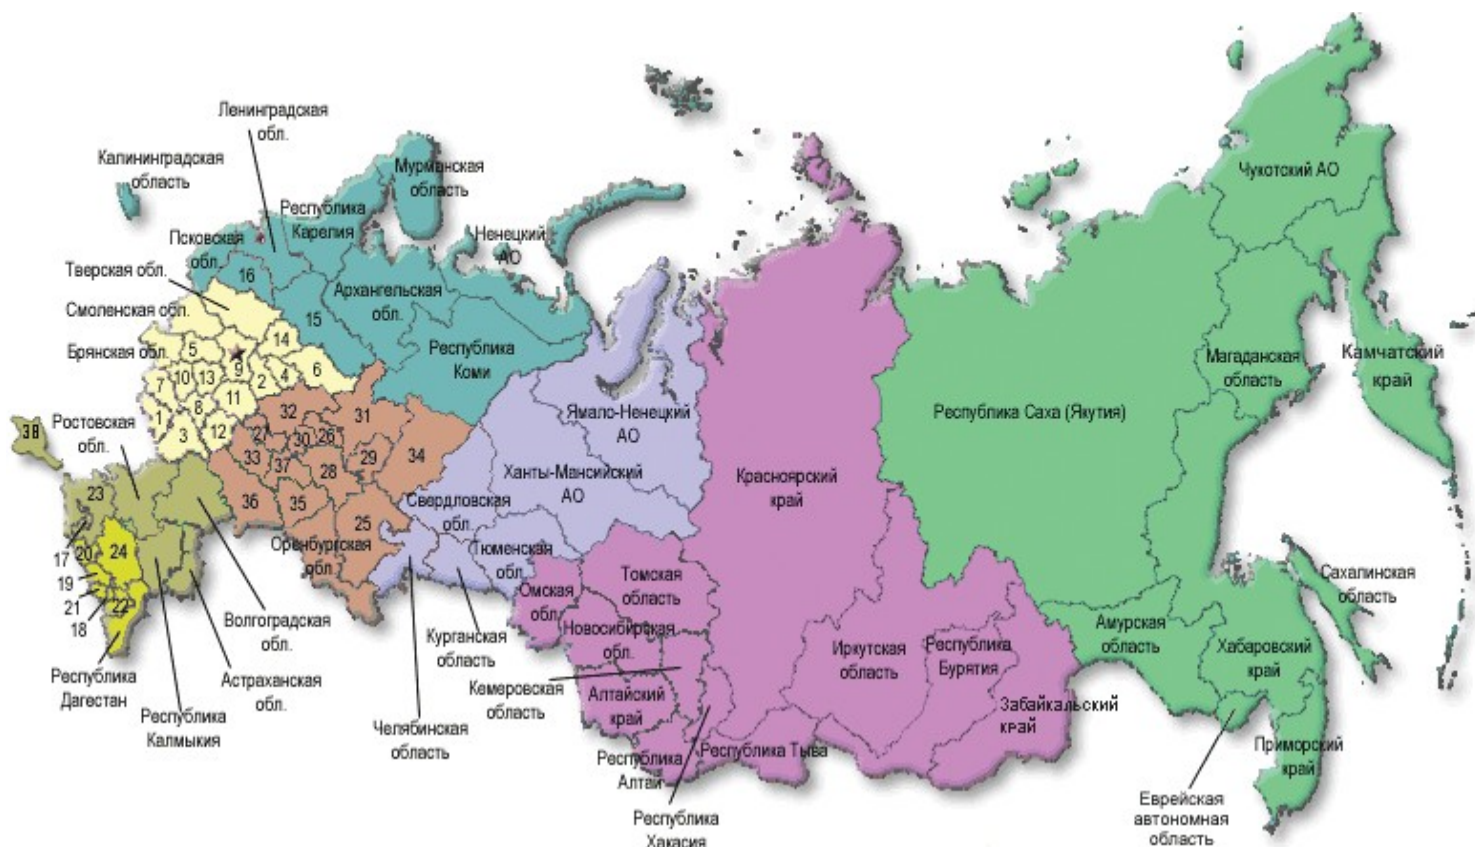 Ленинградская
обл.
Калининградская
область
Мурманская
область
Республика
Карелия
Ненецкий
АО
Чукотский АО
Псковская
обл.
Тверская обл.
16
Архангельская
обл.
Смоленская обл.
15
Брянская обл.
14
5
9
Республика
Коми
Магаданская
область
Камчатский
край
7
10
13
2
4
6
11
1
8
3
12
Республика Саха (Якутия)
Ямало-Ненецкий
АО
Ханты-Мансийский
АО
Красноярский
край
38
Ростовская
обл.
32
31
27
30
26
33
37
28
29
34
36
35
25
23
Свердловская
обл.
17
20
24
19
21
18
22
Оренбургская
обл.
Тюменская
обл.
Омская
обл.
Томская
область
Новосибирская
обл.
Сахалинская
область
Амурская
область
Хабаровский
край
Иркутская
область
Республика
Бурятия
Забайкальский
край
Волгоградская
обл.
Курганская
область
Республика
Дагестан
Астраханская
обл.
Республика
Калмыкия
Челябинская
область
Кемеровская
область
Алтайский
край
Республика
Алтай
Республика Тыва
Приморский
край
Республика
Хакасия
Еврейская
автономная
область